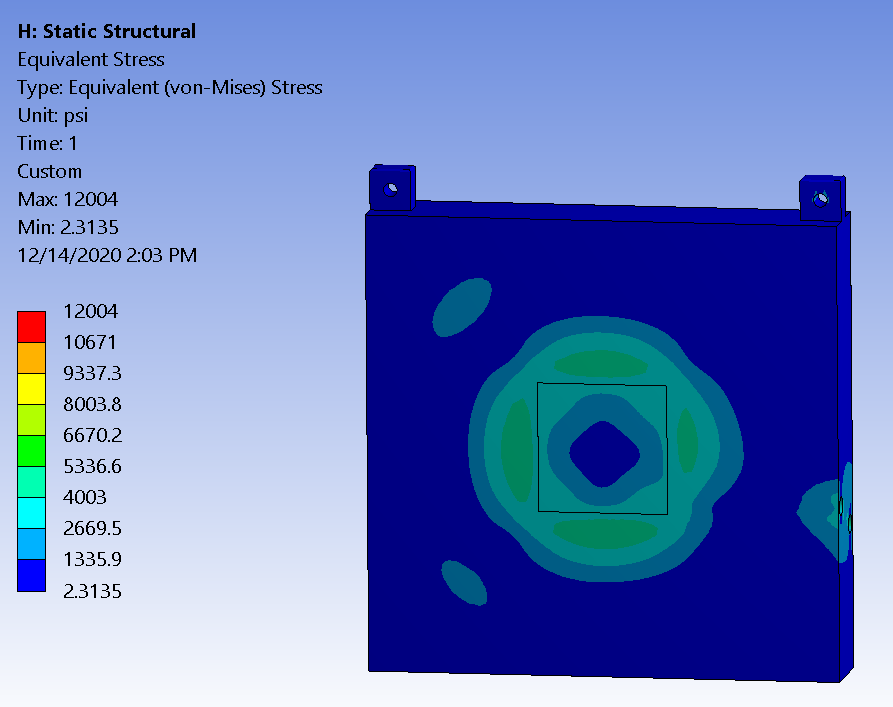 H: Static Structural
Equivalent Stress
Type: Equivalent (von-Mises) Stress
Unit: psi
Time: 1
Custom
Max: 12004
Min: 2.3135
12/14/2020 2:03 PM
12004
10671
9337.3
8003.8
6670.2
5336.6
4003
2669.5
1335.9
2.3135